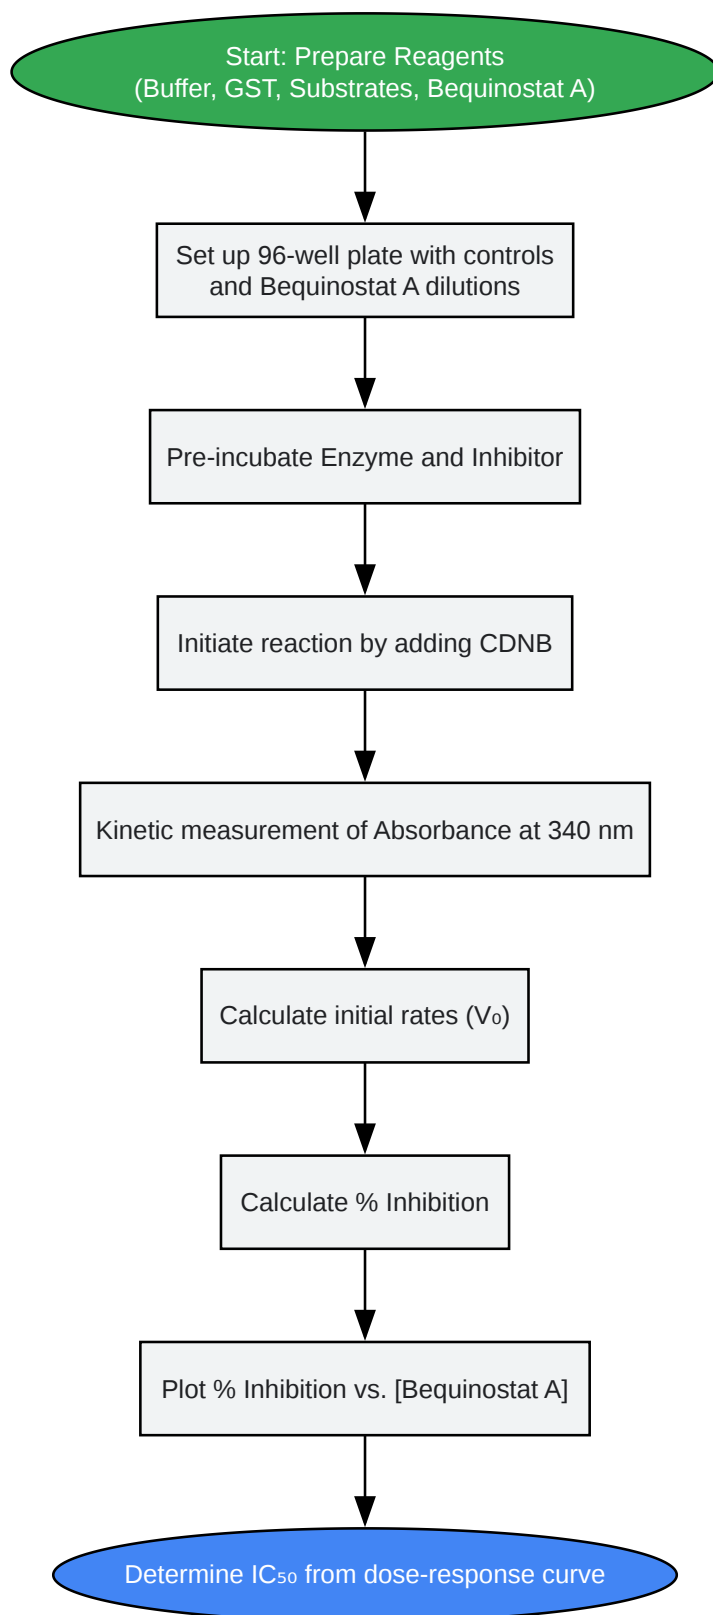 Start: Prepare Reagents
(Buffer, GST, Substrates, Bequinostat A)
Set up 96-well plate with controls
and Bequinostat A dilutions
Pre-incubate Enzyme and Inhibitor
Initiate reaction by adding CDNB
Kinetic measurement of Absorbance at 340 nm
Calculate initial rates (V₀)
Calculate % Inhibition
Plot % Inhibition vs. [Bequinostat A]
Determine IC₅₀ from dose-response curve